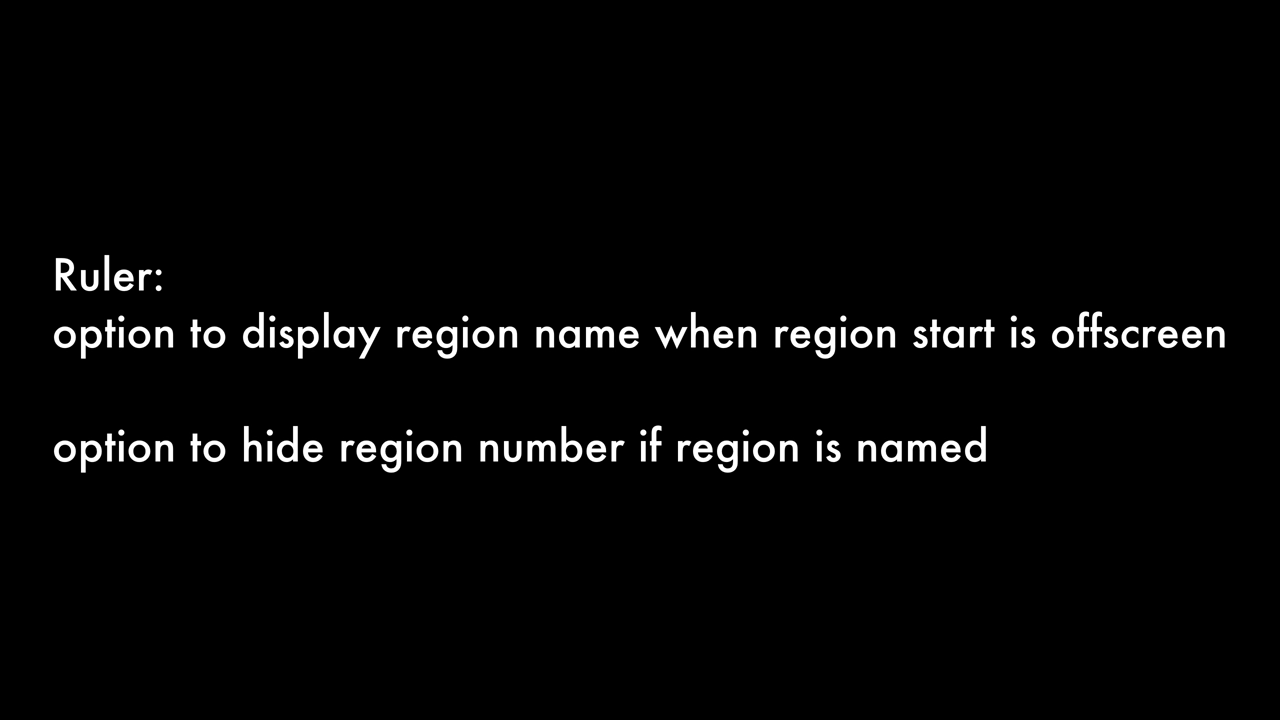 Ruler:
option to display region name when region start is offscreen
option to hide region number if region is named